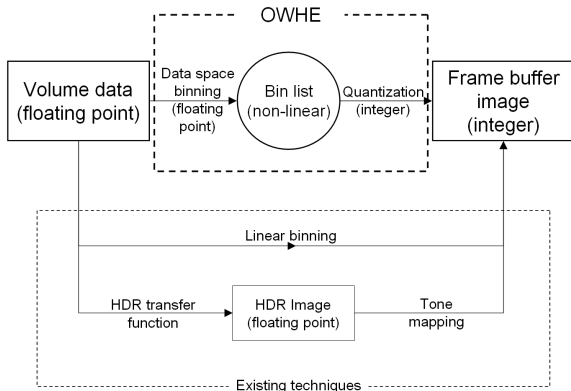 OWHE
Volume data
(floating point)
Data space
binning
(floating
point)
Bin list
(non-linear)
Quantization
(integer)
Frame buffer
image
(integer)
Linear binning
HDR transfer
function
HDR Image
(floating point)
Tone
mapping
Existing techniques